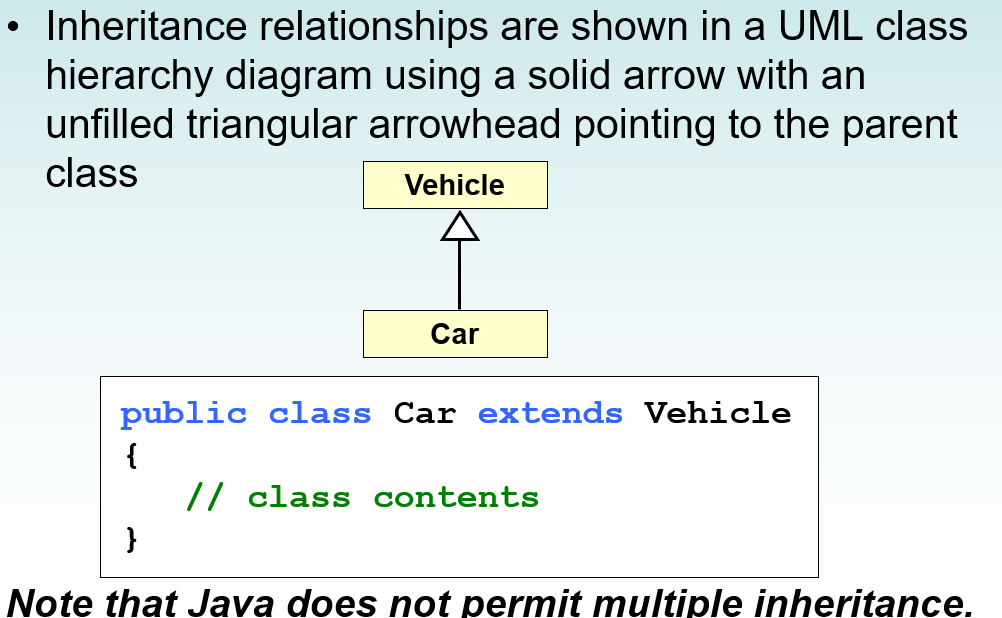 • Inheritance relationships are shown in a UML class
hierarchy diagram using a solid arrow with an
unfilled triangular arrowhead pointing to the parent
class
Vehicle
Car
public class Car extends Vehicle
{
// class contents
}
Note that Java does not permit multiple inheritance.